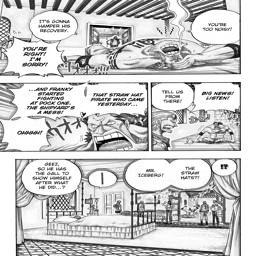 IT'S GONNA
HAMPER HIS
RECOVERY.
YOU'RE
TOO NOISY!
YOU'RE
RIGHT!
I'M
SORRY!
...AND FRANKY
STARTED
FIGHTING
AT DOCK ONE.
THE SHIPYARD'S
A MESS!
OHHH!!
THAT STRAW HAT
PIRATE WHO CAME
YESTERDAY...
TELL US
FROM
THERE!
BIG NEWS!
LISTEN!
GEEZ,
SO HE HAS
THE GALL TO
SHOW HIMSELF
AFTER WHAT
HE DID...?
!
MR.
ICEBERG!
THE
STRAW
HATS?!
!?